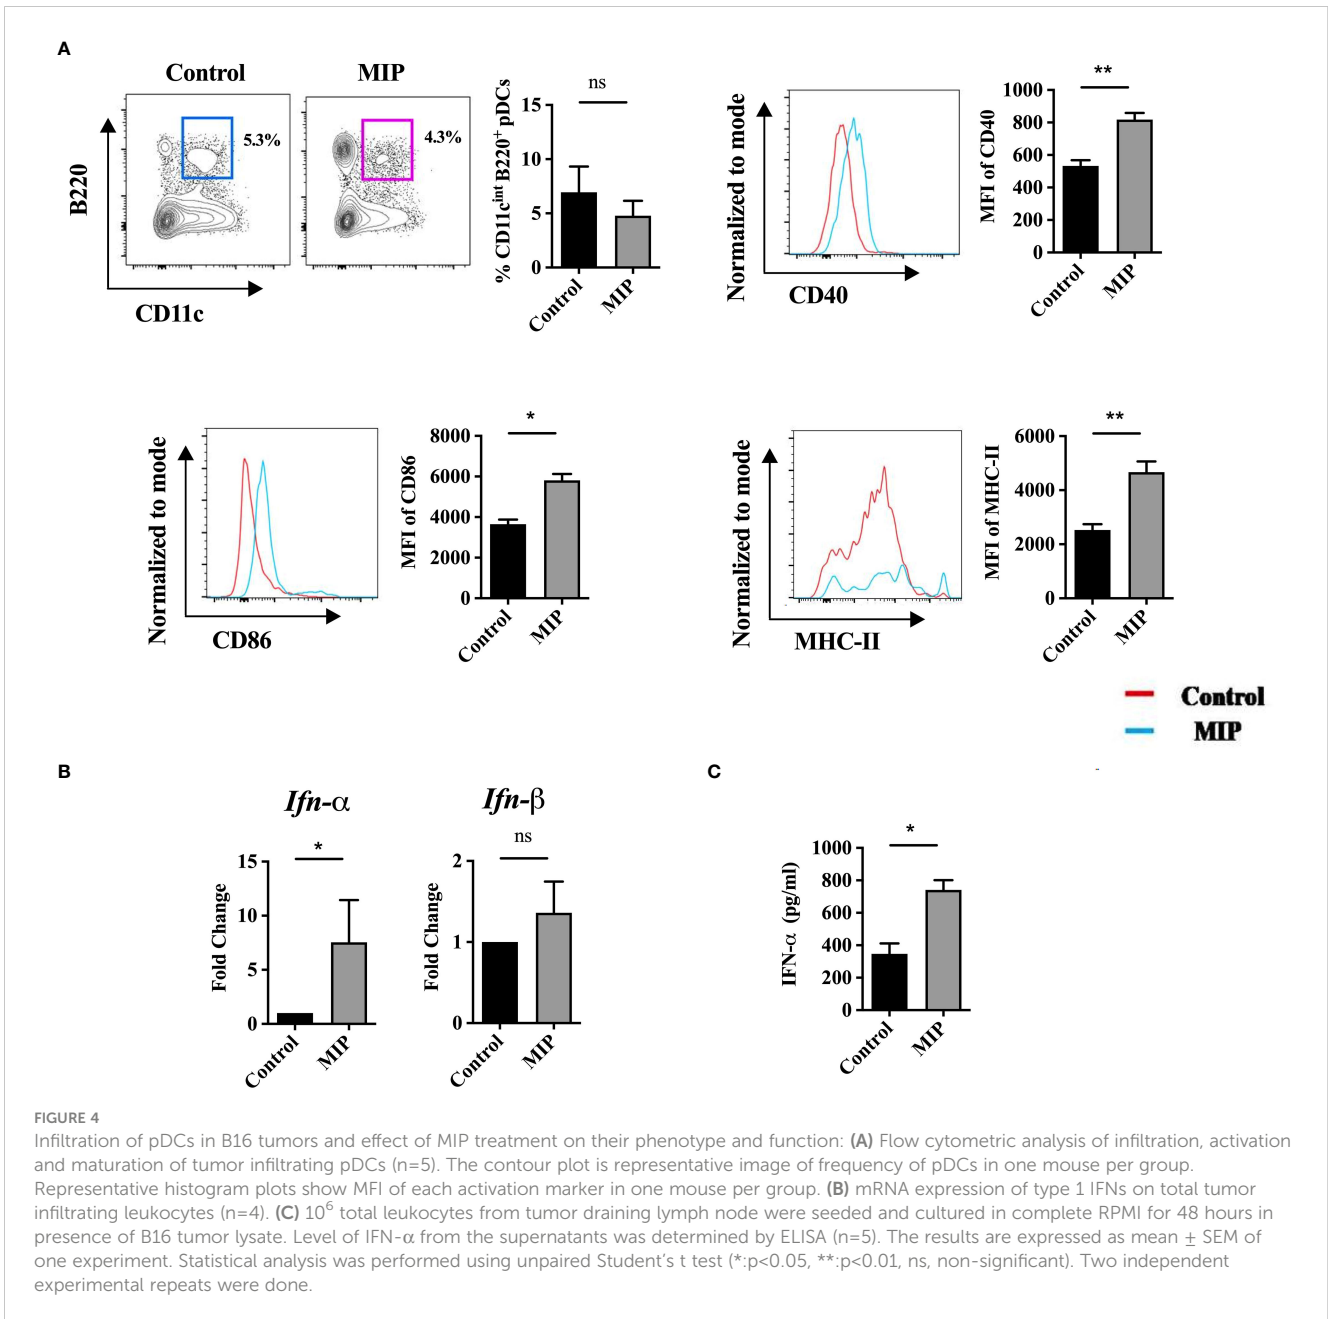 A
Control MIP
5.3%
4.3%
B220
CD11c
ns
% CD11c^int B220^+ pDCs
15
10
5
0
Control
MIP
Normalized to mode
CD40
**
MFI of CD40
1000
800
600
400
200
0
Control
MIP
Normalized to mode
CD86
*
MFI of CD86
8000
6000
4000
2000
0
Control
MIP
Normalized to mode
MHC-II
**
MFI of MHC-II
6000
4000
2000
0
Control
MIP
Control
MIP
B
Ifn-α
*
Fold Change
15
10
5
0
Control
MIP
Ifn-β
ns
Fold Change
2
1
0
Control
MIP
C
*
IFN-α (pg/ml)
1000
800
600
400
200
0
Control
MIP
FIGURE 4
Infiltration of pDCs in B16 tumors and effect of MIP treatment on their phenotype and function: (A) Flow cytometric analysis of infiltration, activation
and maturation of tumor infiltrating pDCs (n=5). The contour plot is representative image of frequency of pDCs in one mouse per group.
Representative histogram plots show MFI of each activation marker in one mouse per group. (B) mRNA expression of type 1 IFNs on total tumor
infiltrating leukocytes (n=4). (C) 10^6 total leukocytes from tumor draining lymph node were seeded and cultured in complete RPMI for 48 hours in
presence of B16 tumor lysate. Level of IFN-α from the supernatants was determined by ELISA (n=5). The results are expressed as mean ± SEM of
one experiment. Statistical analysis was performed using unpaired Student's t test (*:p<0.05, **:p<0.01, ns, non-significant). Two independent
experimental repeats were done.